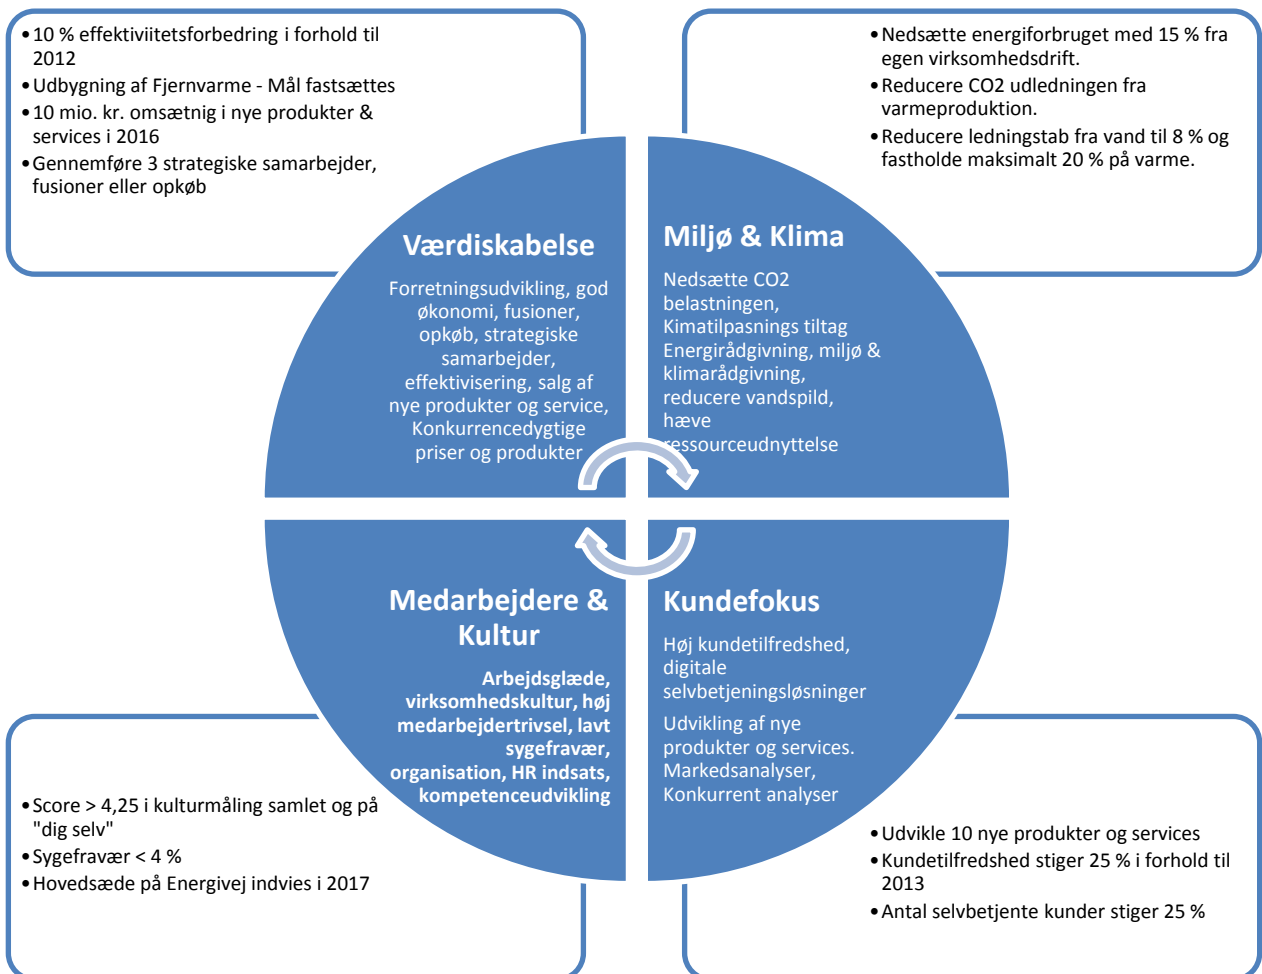 •10 % effektiviitetsforbedring i forhold til
2012
•Udbygning af Fjernvarme - Mål fastsættes
•10 mio. kr. omsætnig i nye produkter &
services i 2016
•Gennemføre 3 strategiske samarbejder,
fusioner eller opkøb
•Nedsætte energiforbruget med 15 % fra
egen virksomhedsdrift.
•Reducere CO2 udledningen fra
varmeproduktion.
•Reducere ledningstab fra vand til 8 % og
fastholde maksimalt 20 % på varme.
Værdiskabelse
Forretningsudvikling, god
økonomi, fusioner,
opkøb, strategiske
samarbejder,
effektivisering, salg af
nye produkter og service,
Konkurrencedygtige
priser og produkter
Miljø & Klima
Nedsætte CO2
belastningen,
Kimatilpasnings tiltag
Energirådgivning, miljø &
klimarådgivning,
reducere vandspild,
hæve
ressourceudnyttelse
Medarbejdere &
Kultur
Arbejdsglæde,
virksomhedskultur, høj
medarbejdertrivsel, lavt
sygefravær,
organisation, HR indsats,
kompetenceudvikling
Kundefokus
Høj kundetilfredshed,
digitale
selvbetjeningsløsninger
Udvikling af nye
produkter og services.
Markedsanalyser,
Konkurrent analyser
•Score > 4,25 i kulturmåling samlet og på
"dig selv"
•Sygefravær < 4 %
•Hovedsæde på Energivej indvies i 2017
•Udvikle 10 nye produkter og services
•Kundetilfredshed stiger 25 % i forhold til
2013
•Antal selvbetjente kunder stiger 25 %